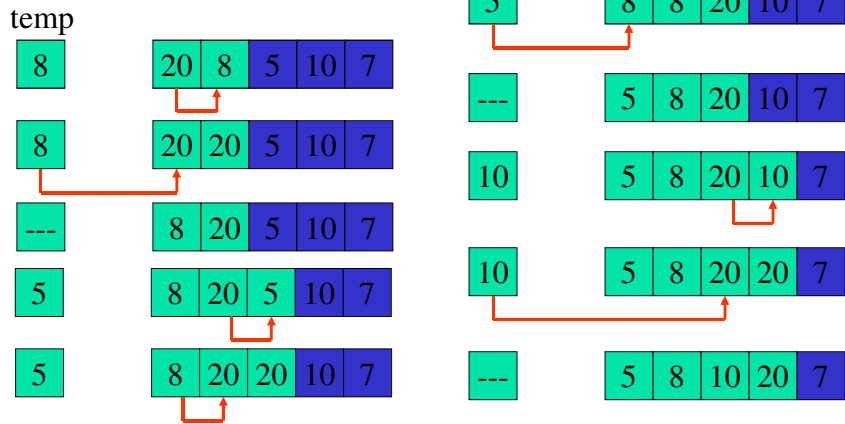 temp
8 20 8 5 10 7
8 20 20 5 10 7
--- 8 20 5 10 7
5 8 20 5 10 7
5 8 20 20 10 7
5 8 8 20 10 7
--- 5 8 20 10 7
10 5 8 20 10 7
10 5 8 20 20 7
--- 5 8 10 20 7